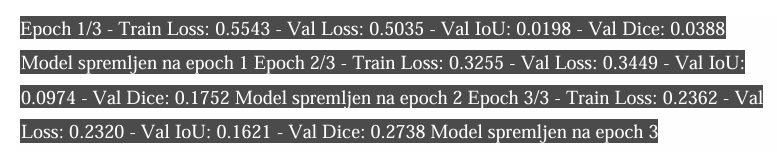 Epoch 1/3 - Train Loss: 0.5543 - Val Loss: 0.5035 - Val IoU: 0.0198 - Val Dice: 0.0388
Model spremljen na epoch 1 Epoch 2/3 - Train Loss: 0.3255 - Val Loss: 0.3449 - Val IoU:
0.0974 - Val Dice: 0.1752 Model spremljen na epoch 2 Epoch 3/3 - Train Loss: 0.2362 - Val
Loss: 0.2320 - Val IoU: 0.1621 - Val Dice: 0.2738 Model spremljen na epoch 3